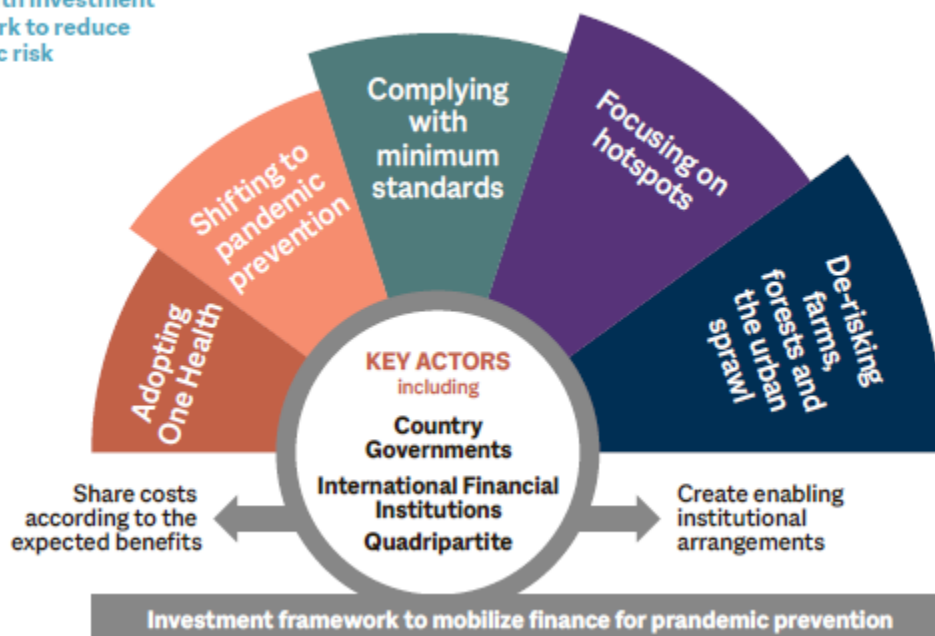 th investment
rk to reduce
c risk
Adopting
One Health
Shifting to
pandemic
prevention
Complying
with
minimum
standards
Focusing on
hotspots
De-risking
farms,
forests and
the urban
sprawl
KEY ACTORS
including
Country
Governments
International Financial
Institutions
Quadripartite
Share costs
according to the
expected benefits
Create enabling
institutional
arrangements
Investment framework to mobilize finance for prandemic prevention